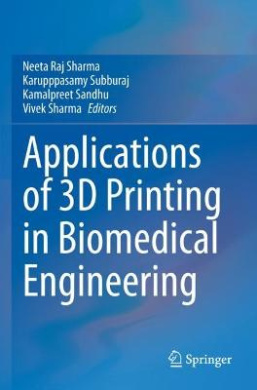 Neeta Raj Sharma
Karupppasamy Subburaj
Kamalpreet Sandhu
Vivek Sharma Editors
Applications
of 3D Printing
in Biomedical
Engineering
Springer